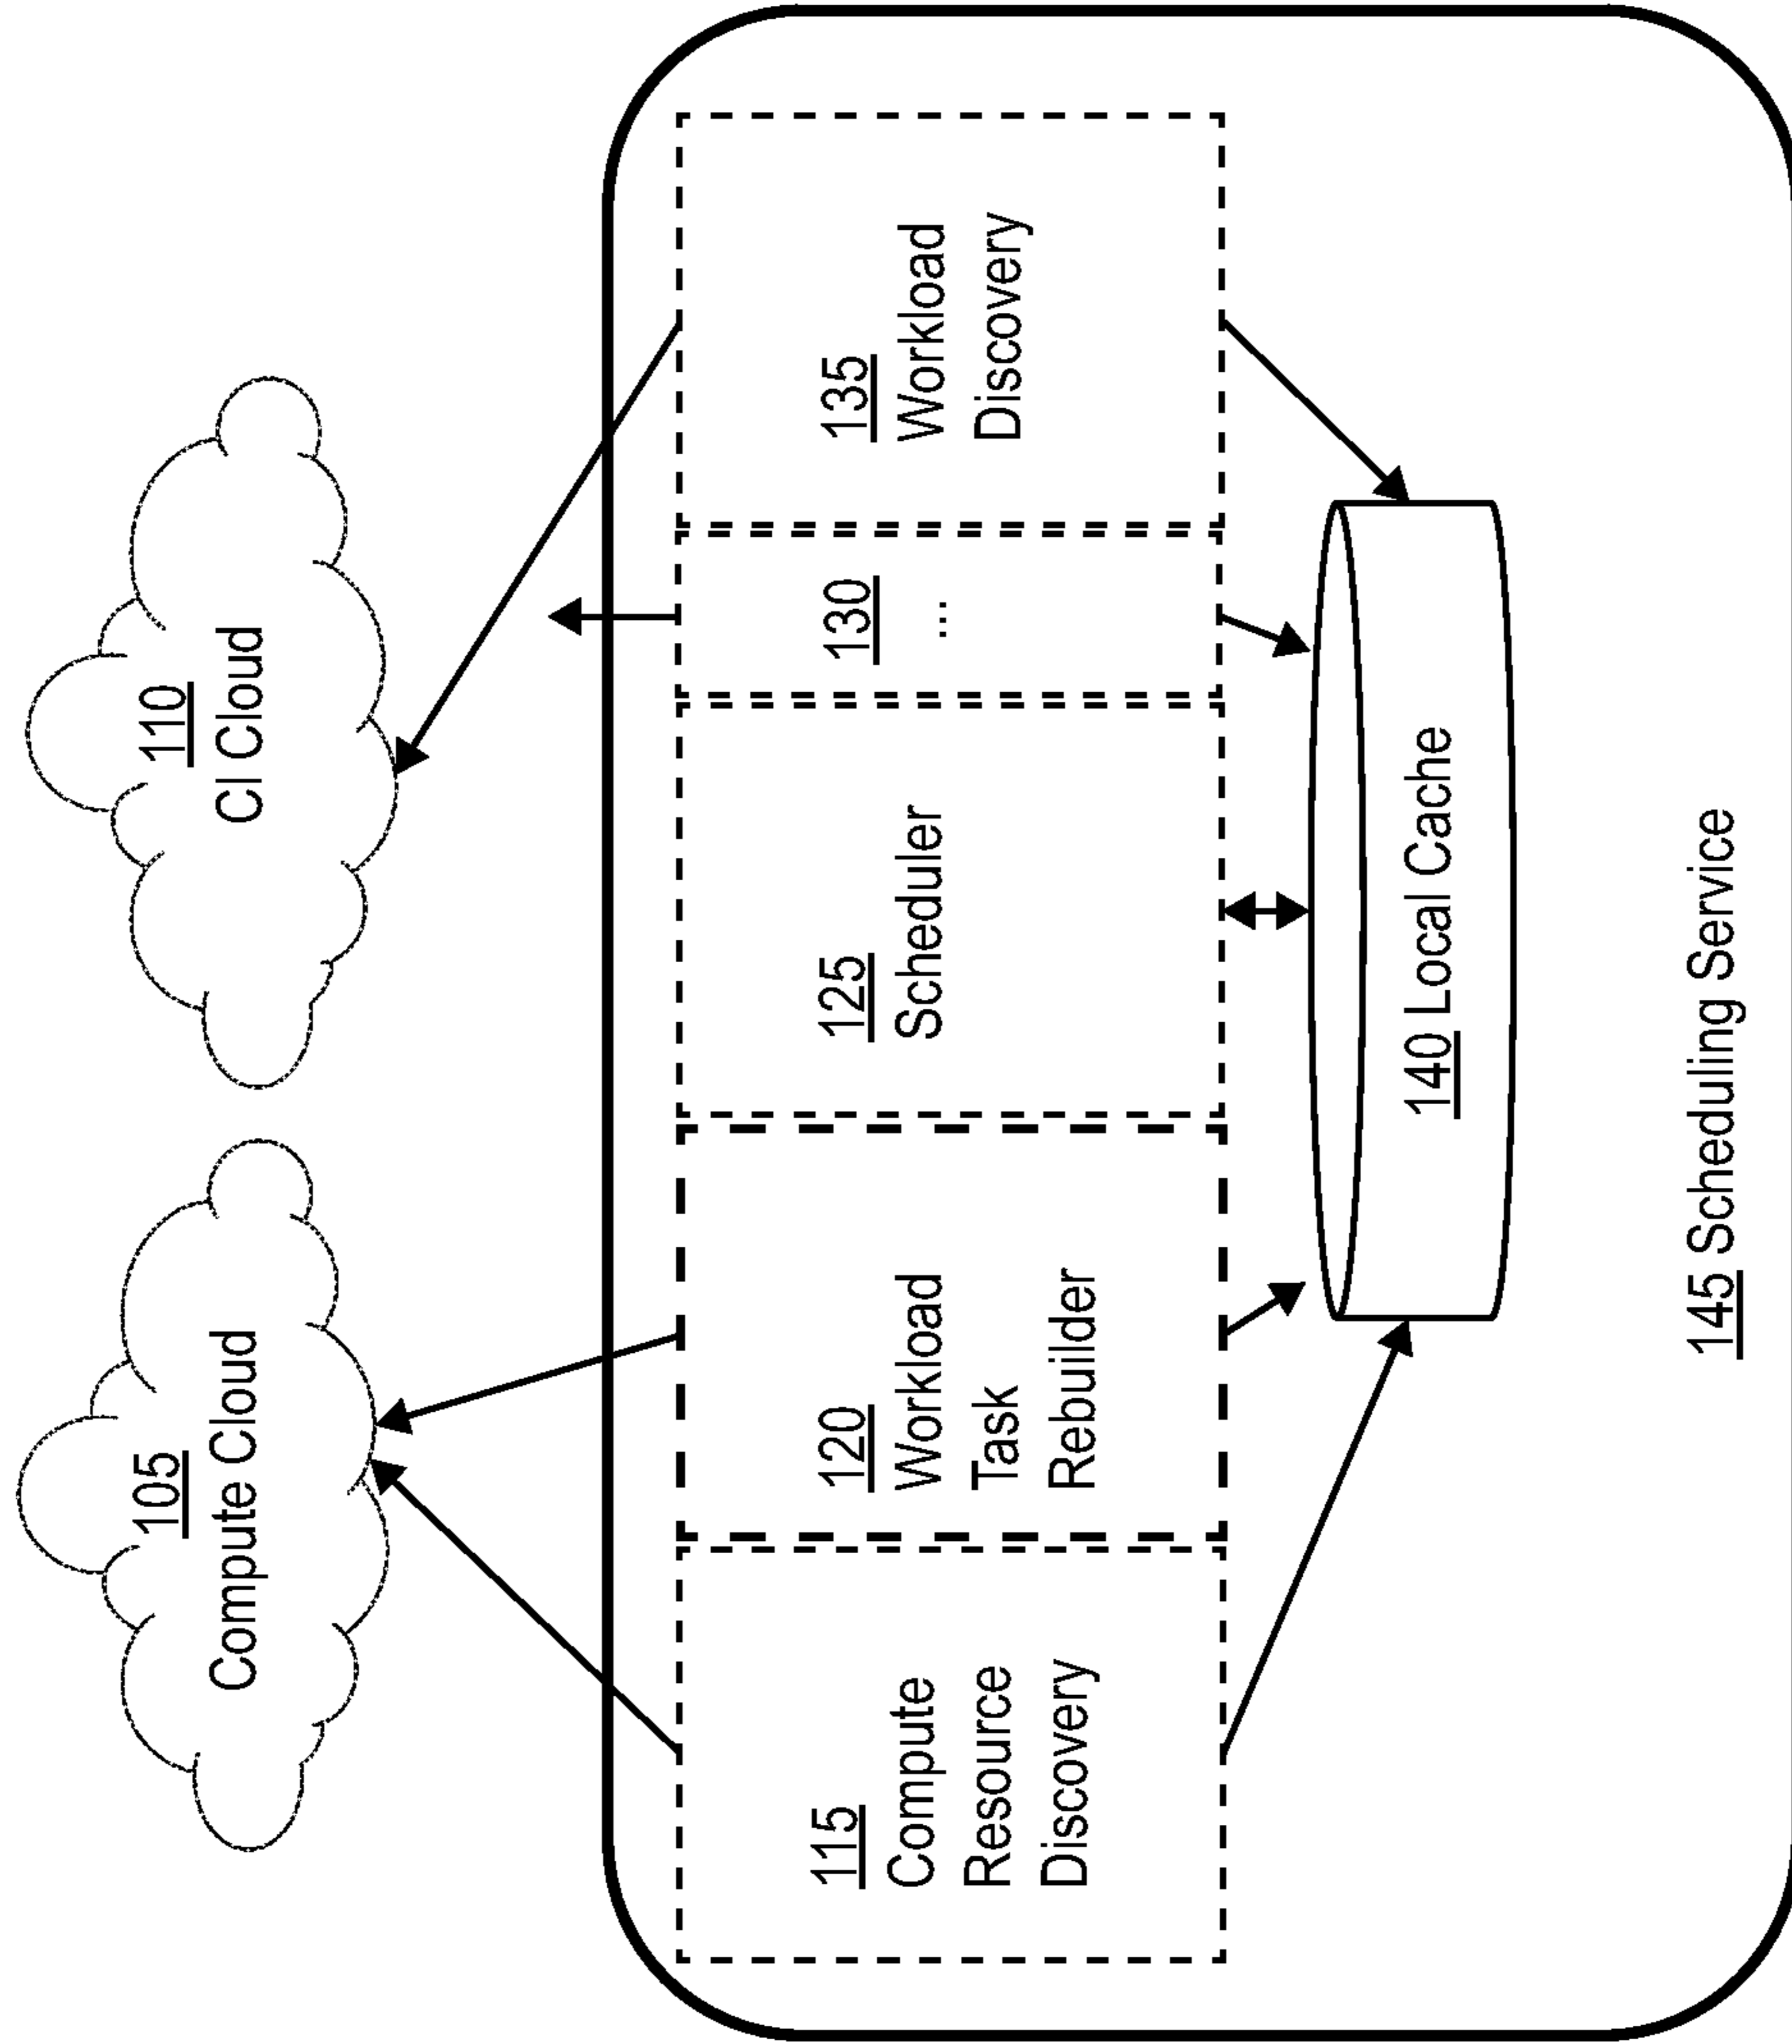 105
Compute Cloud
110
CI Cloud
115
Compute
Resource
Discovery
120
Workload
Task
Rebuilder
125
Scheduler
130
...
135
Workload
Discovery
140 Local Cache
145 Scheduling Service